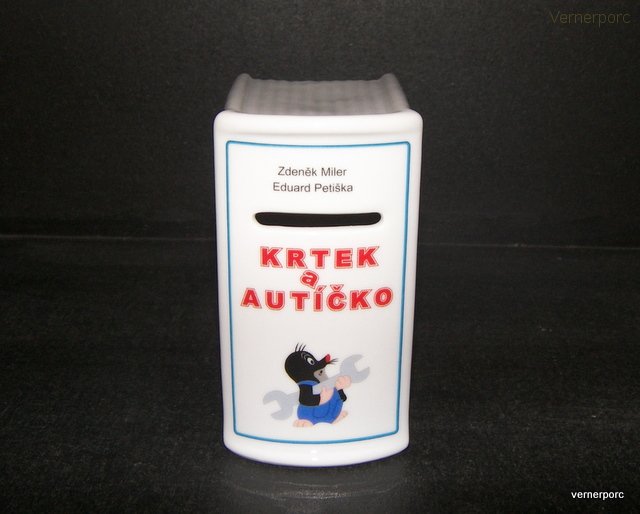 Vernerporc
Zdeněk Miler
Eduard Petiška
KRTEK
a
AUTÍČKO
vernerporc